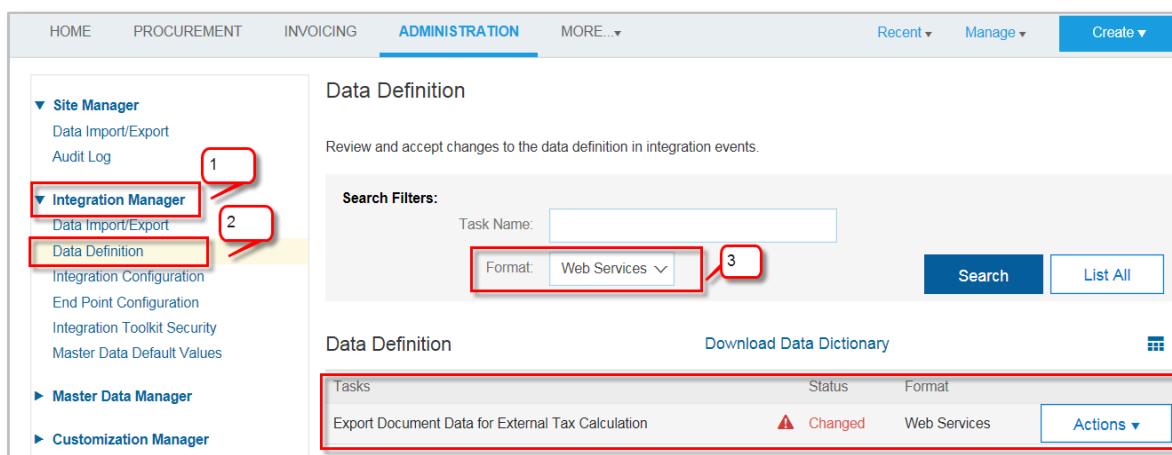 HOME PROCUREMENT INVOICING ADMINISTRATION MORE... Recent Manage Create
Data Definition
Site Manager
Data Import/Export
Review and accept changes to the data definition in integration events.
Audit Log
1
Search Filters:
Integration Manager
Data Import/Export
2
Task Name:
Data Definition
Format: Web Services
3
Integration Configuration
Search List All
End Point Configuration
Integration Toolkit Security
Data Definition Download Data Dictionary
Master Data Default Values
Tasks Status Format
Master Data Manager
Export Document Data for External Tax Calculation Changed Web Services Actions
Customization Manager